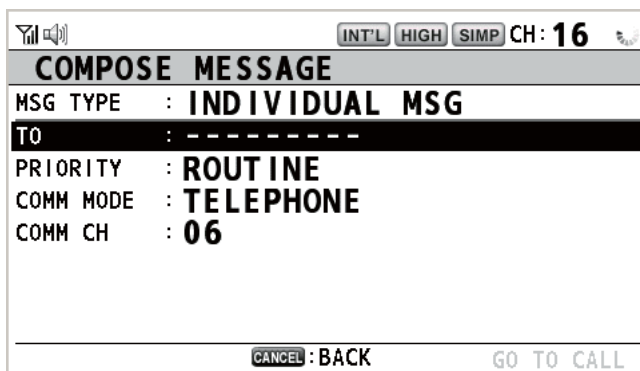 INT'L HIGH SIMP CH: 16
COMPOSE MESSAGE
MSG TYPE : INDIVIDUAL MSG
TO : ---------
PRIORITY : ROUTINE
COMM MODE : TELEPHONE
COMM CH : 06
CANCEL : BACK GO TO CALL